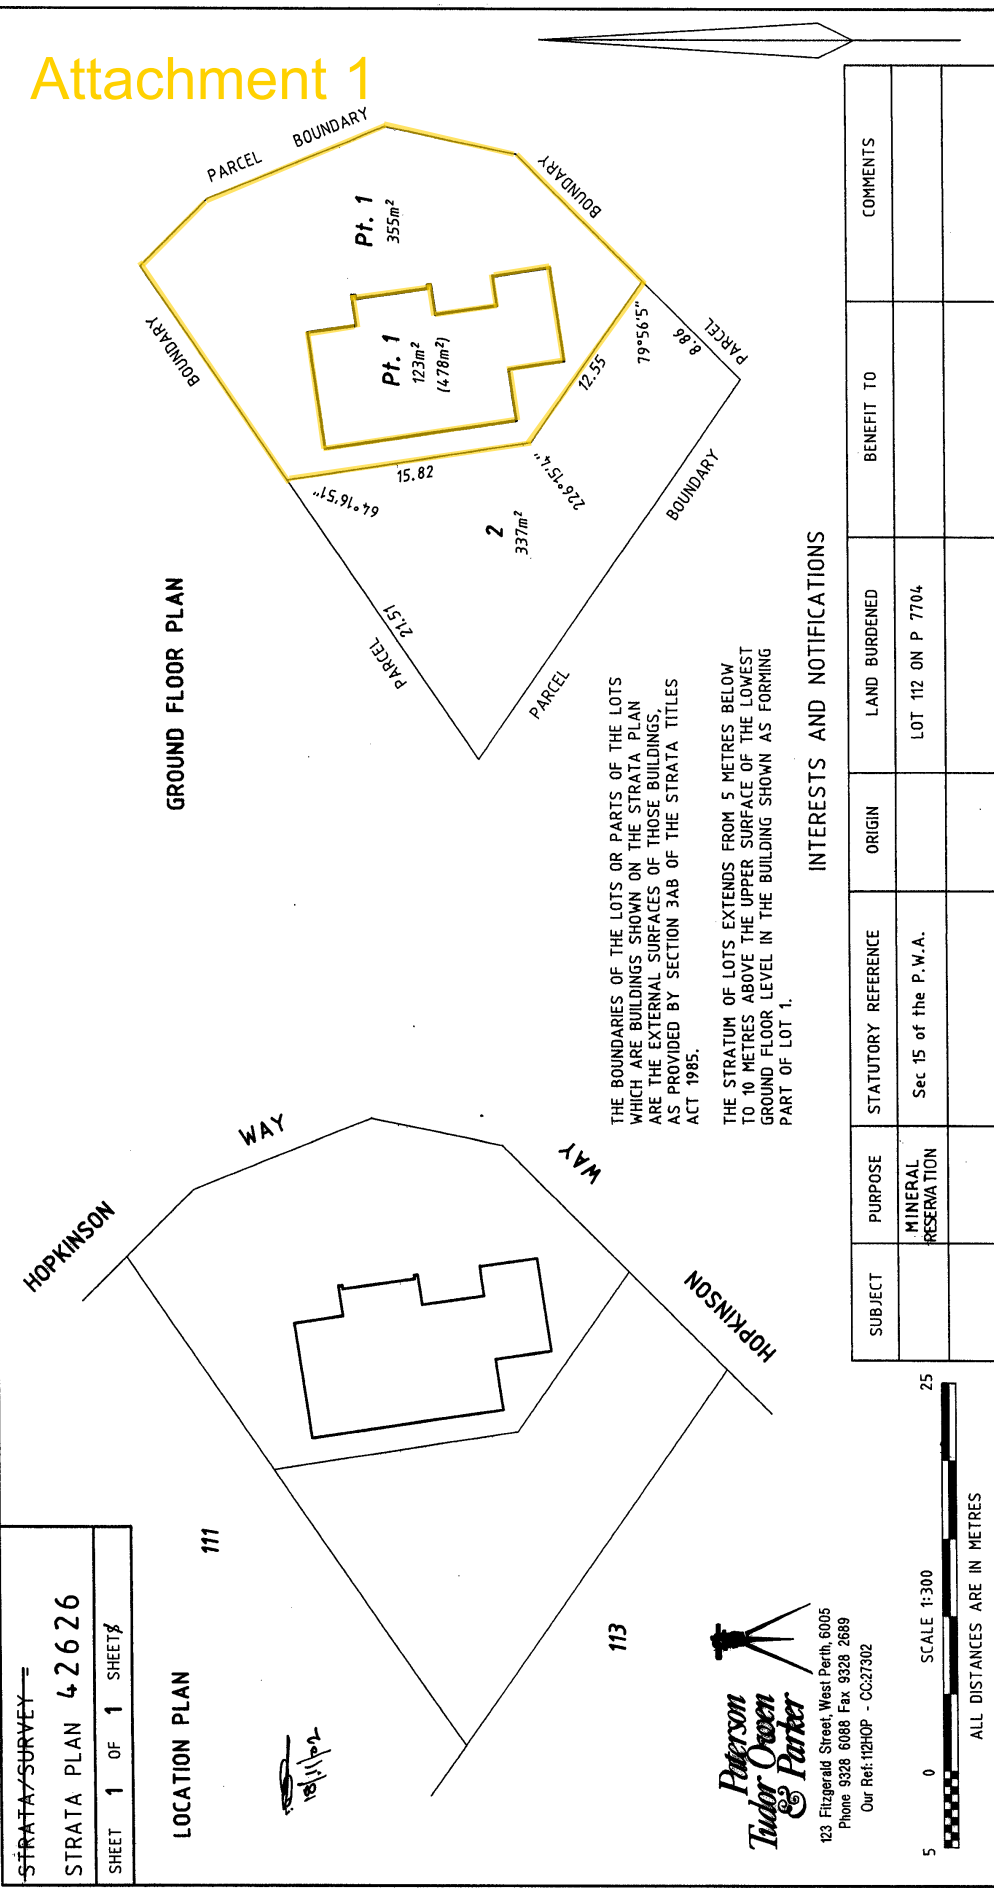 Attachment 1
STRATA/SURVEY
STRATA PLAN 42626
SHEET 1 OF 1 SHEETS
LOCATION PLAN
18/11/02
HOPKINSON
WAY
WAY
HOPKINSON
111
113
GROUND FLOOR PLAN
PARCEL BOUNDARY
BOUNDARY
BOUNDARY
Pt. 1
355m²
Pt. 1
123m²
(478m²)
15.82
12.55
79°56'5"
8.86
PARCEL
64°16'51"
226°15'4"
2
337m²
21.51
PARCEL
PARCEL
BOUNDARY
THE BOUNDARIES OF THE LOTS OR PARTS OF THE LOTS
WHICH ARE BUILDINGS SHOWN ON THE STRATA PLAN
ARE THE EXTERNAL SURFACES OF THOSE BUILDINGS,
AS PROVIDED BY SECTION 3AB OF THE STRATA TITLES
ACT 1985.
THE STRATUM OF LOTS EXTENDS FROM 5 METRES BELOW
TO 10 METRES ABOVE THE UPPER SURFACE OF THE LOWEST
GROUND FLOOR LEVEL IN THE BUILDING SHOWN AS FORMING
PART OF LOT 1.
INTERESTS AND NOTIFICATIONS
SUBJECT PURPOSE STATUTORY REFERENCE ORIGIN LAND BURDENED BENEFIT TO COMMENTS
MINERAL
RESERVATION
Sec 15 of the P.W.A.
LOT 112 ON P 7704
Paterson
Tudor Owen
& Parker
123 Fitzgerald Street, West Perth, 6005
Phone 9328 6088 Fax 9328 2689
Our Ref: 112HOP - CC:27302
5 0 SCALE 1:300 25
ALL DISTANCES ARE IN METRES